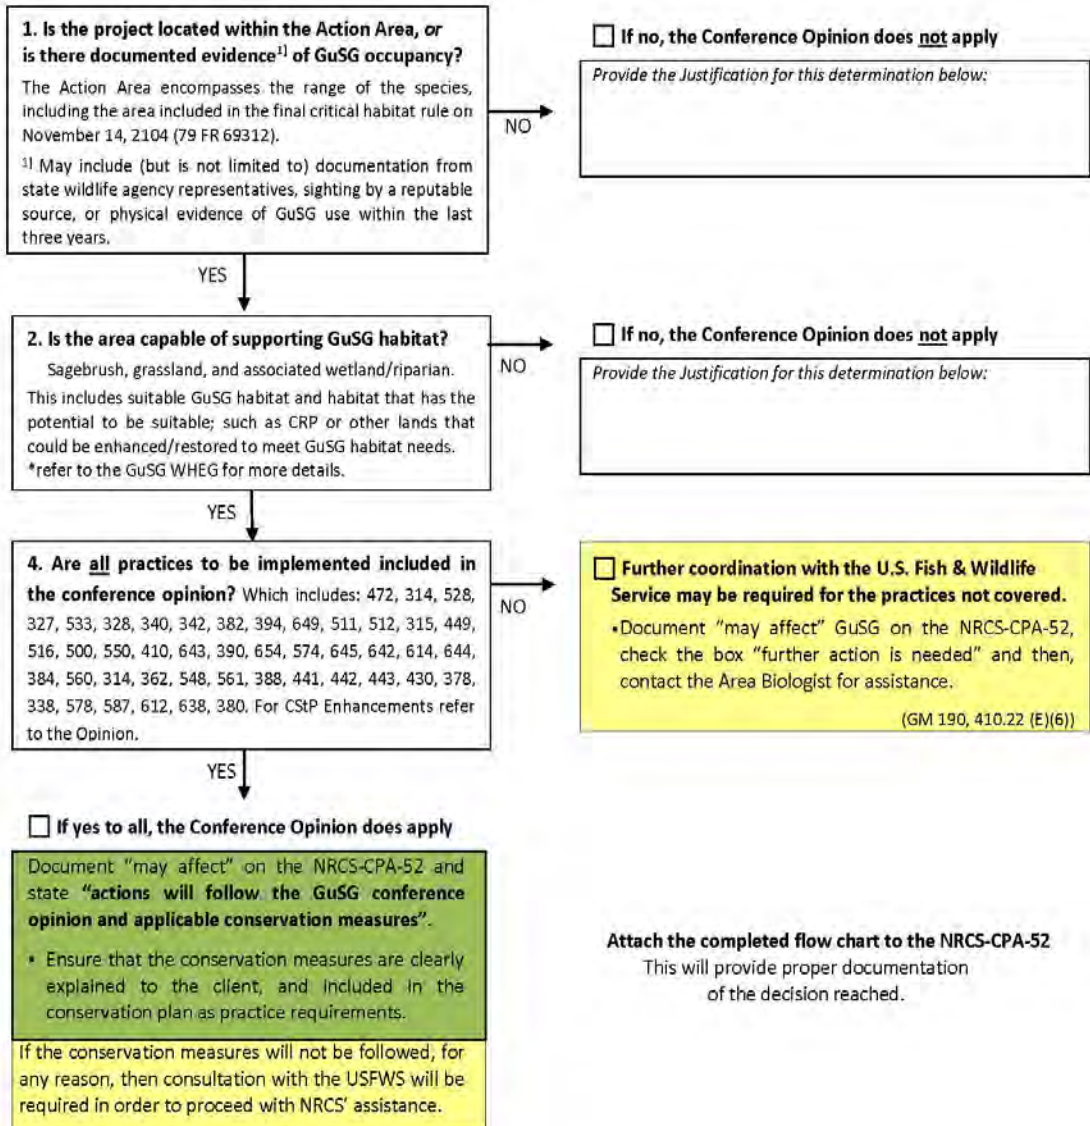 1. Is the project located within the Action Area, or
is there documented evidence1] of GuSG occupancy?
The Action Area encompasses the range of the species,
including the area included in the final critical habitat rule on
November 14, 2104 (79 FR 69312).
1] May include (but is not limited to) documentation from
state wildlife agency representatives, sighting by a reputable
source, or physical evidence of GuSG use within the last
three years.
NO
If no, the Conference Opinion does not apply
Provide the Justification for this determination below:
YES
2. Is the area capable of supporting GuSG habitat?
Sagebrush, grassland, and associated wetland/riparian.
This includes suitable GuSG habitat and habitat that has the
potential to be suitable; such as CRP or other lands that
could be enhanced/restored to meet GuSG habitat needs.
*refer to the GuSG WHEG for more details.
NO
If no, the Conference Opinion does not apply
Provide the Justification for this determination below:
YES
4. Are all practices to be implemented included in
the conference opinion? Which includes: 472, 314, 528,
327, 533, 328, 340, 342, 382, 394, 649, 511, 512, 315, 449,
516, 500, 550, 410, 643, 390, 654, 574, 645, 642, 614, 644,
384, 560, 314, 362, 548, 561, 388, 441, 442, 443, 430, 378,
338, 578, 587, 612, 638, 380. For CStP Enhancements refer
to the Opinion.
NO
Further coordination with the U.S. Fish & Wildlife
Service may be required for the practices not covered.
•Document "may affect" GuSG on the NRCS-CPA-52,
check the box "further action is needed" and then,
contact the Area Biologist for assistance.
(GM 190, 410.22 (E)(6))
YES
If yes to all, the Conference Opinion does apply
Document "may affect" on the NRCS-CPA-52 and
state "actions will follow the GuSG conference
opinion and applicable conservation measures".
• Ensure that the conservation measures are clearly
explained to the client, and included in the
conservation plan as practice requirements.
If the conservation measures will not be followed, for
any reason, then consultation with the USFWS will be
required in order to proceed with NRCS' assistance.
Attach the completed flow chart to the NRCS-CPA-52
This will provide proper documentation
of the decision reached.